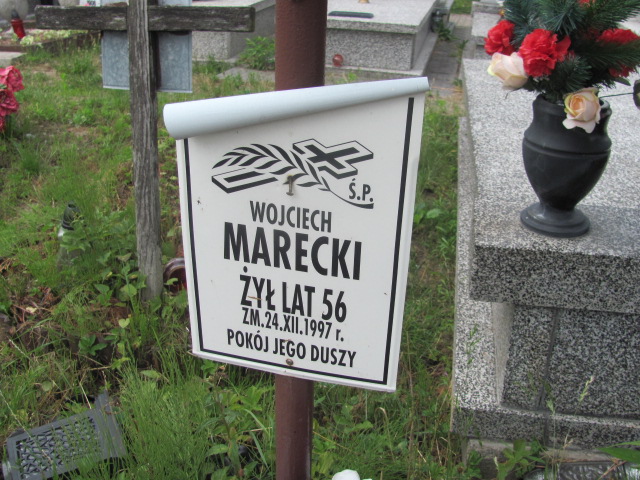 Ś.P.
WOJCIECH
MARECKI
ŻYŁ LAT 56
ZM.24.XII.1997 r.
POKÓJ JEGO DUSZY